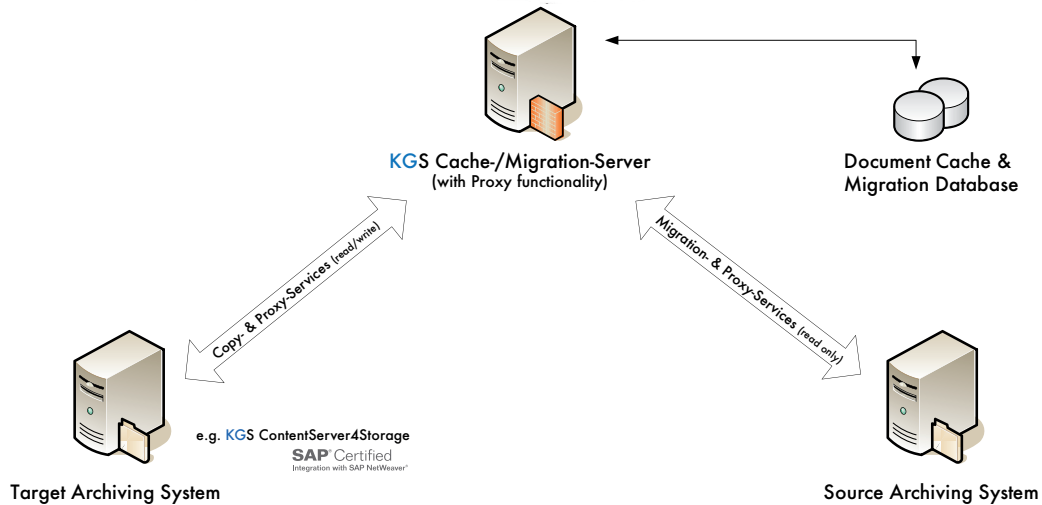 KGS Cache-/Migration-Server
(with Proxy functionality)
Document Cache &
Migration Database
Copy- & Proxy-Services (read/write)
Migration- & Proxy-Services (read only)
e.g. KGS ContentServer4Storage
SAP® Certified
Integration with SAP NetWeaver®
Target Archiving System
Source Archiving System